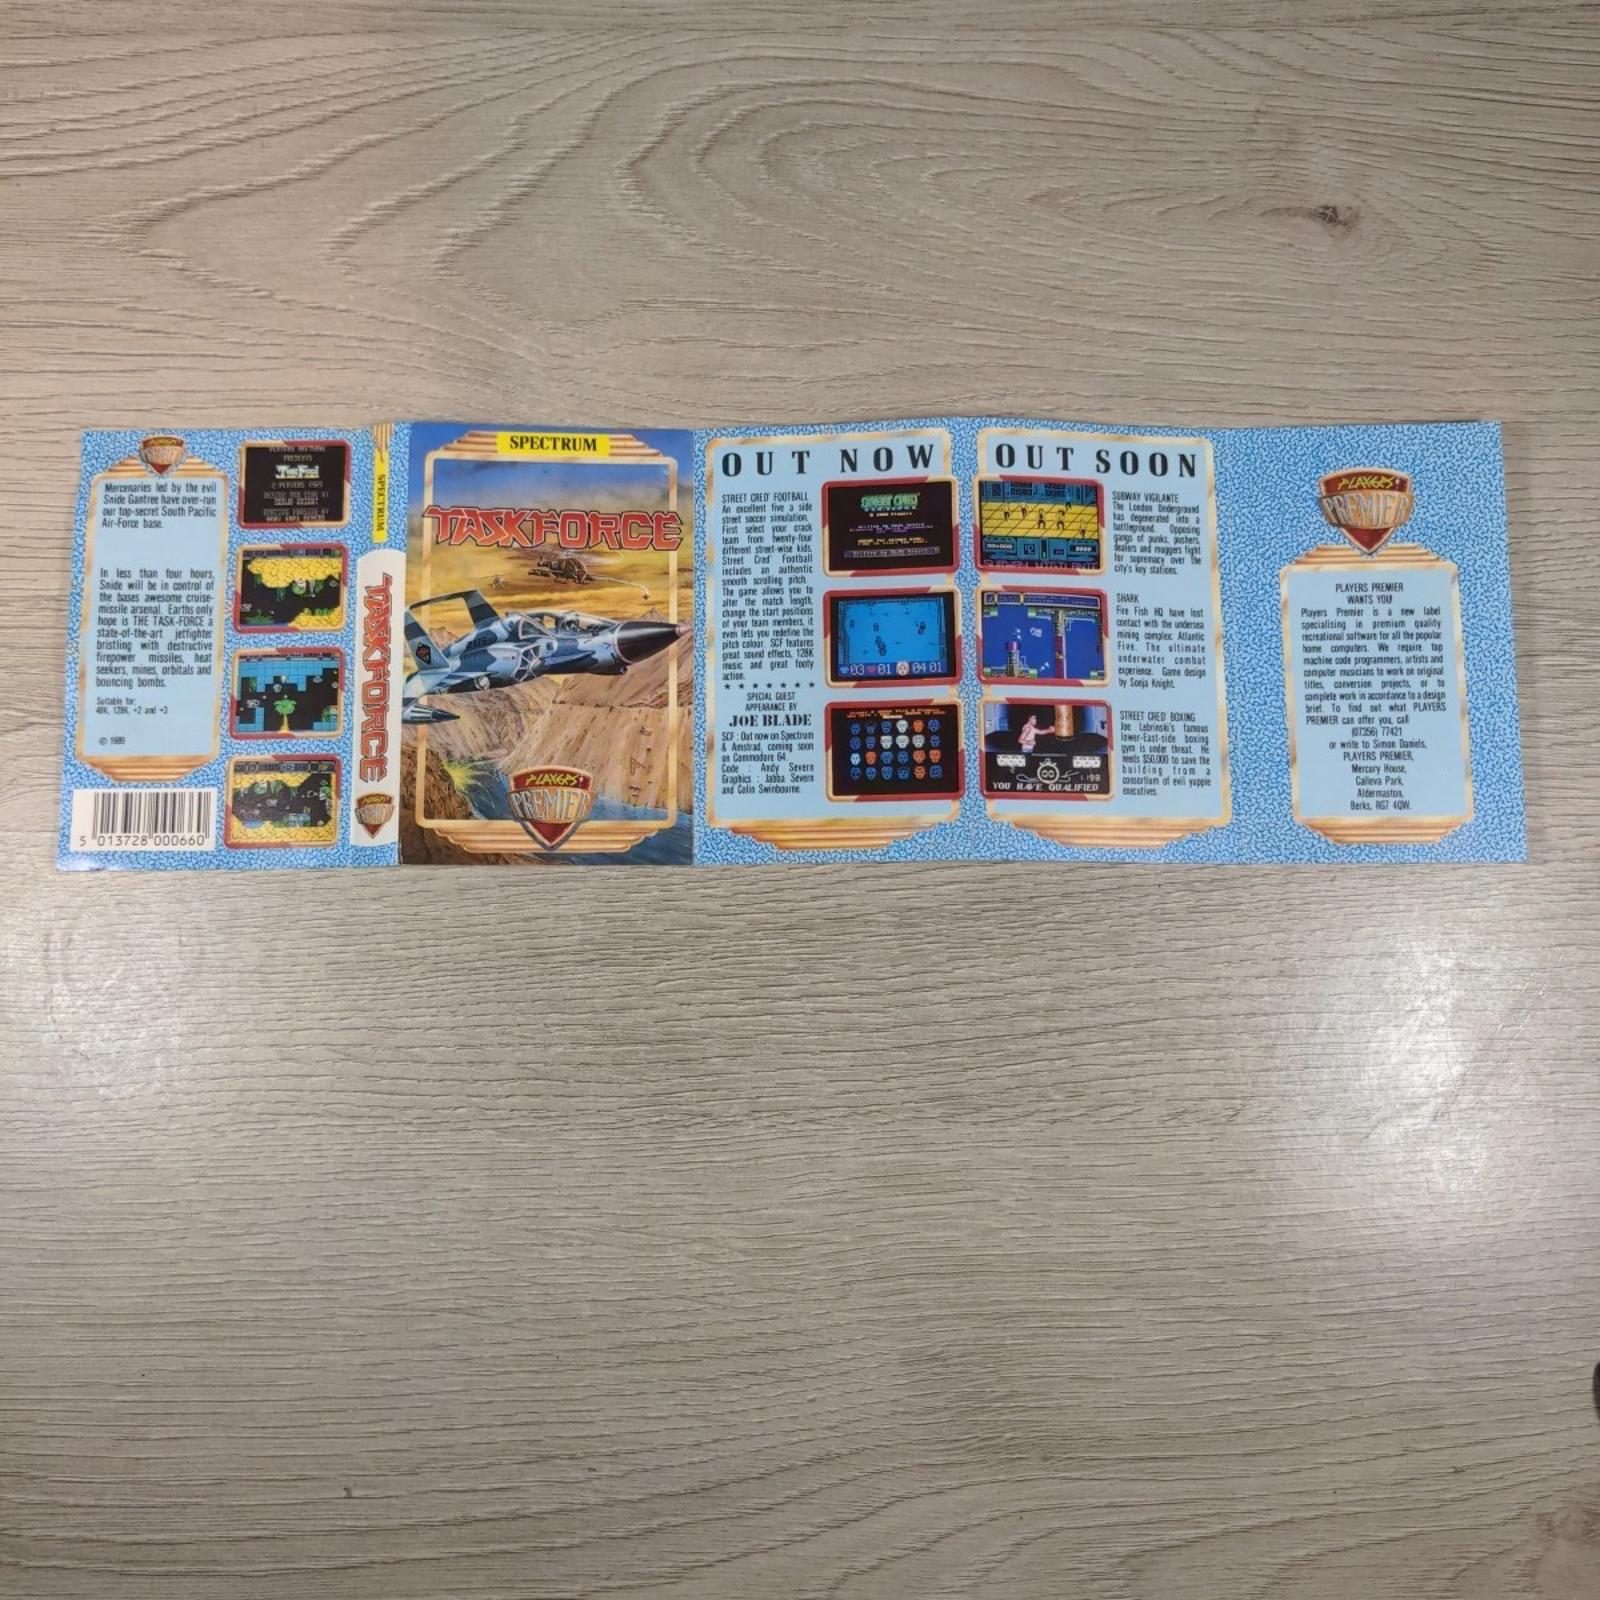 PLAYERS
PREMIER
Mercenaries led by the evil
Snide Gantree have over-run
our top-secret South Pacific
Air-Force base.
In less than four hours,
Snide will be in control of
the bases awesome cruise-
missile arsenal. Earths only
hope is THE TASK-FORCE a
state-of-the-art jetfighter
bristling with destructive
firepower missiles, heat
seekers, mines, orbitals and
bouncing bombs.
Suitable for:
48K, 128K, +2 and +3
© 1989
5 013728 000660
PRESENTS
© PLAYERS 1989
SPECTRUM
TASKFORCE
SPECTRUM
TASKFORCE
PLAYERS
PREMIER
OUT NOW
STREET CRED' FOOTBALL
An excellent five a side
street soccer simulation.
First select your crack
team from twenty-four
different street-wise kids.
Street Cred' Football
includes an authentic
smooth scrolling pitch.
The game allows you to
alter the match length,
change the start positions
of your team members, it
even lets you redefine the
pitch colour. SCF features
great sound effects, 128K
music and great footy
action.
* * * * * * *
SPECIAL GUEST
APPEARANCE BY
JOE BLADE
SCF : Out now on Spectrum
& Amstrad, coming soon
on Commodore 64.
Code : Andy Severn
Graphics : Jabba Severn
and Colin Swinbourne.
STREET CRED'
03 01 04 01
OUT SOON
SUBWAY VIGILANTE
The London Underground
has degenerated into a
battleground. Opposing
gangs of punks, pushers,
dealers and muggers fight
for supremacy over the
city's key stations.
SHARK
Fire Fish HQ have lost
contact with the undersea
mining complex: Atlantic
Five. The ultimate
underwater combat
experience. Game design
by Sonja Knight.
STREET CRED' BOXING
Joe Lebrinski's famous
lower-East-side boxing
gym is under threat. He
needs $50,000 to save the
building from a
consortium of evil yuppie
executives.
YOU HAVE QUALIFIED
PLAYERS
PREMIER
PLAYERS PREMIER
WANTS YOU!
Players Premier is a new label
specialising in premium quality
recreational software for all the popular
home computers. We require top
machine code programmers, artists and
computer musicians to work on original
titles, conversion projects, or to
complete work in accordance to a design
brief. To find out what PLAYERS
PREMIER can offer you, call
(07356) 77421
or write to Simon Daniels,
PLAYERS PREMIER,
Mercury House,
Calleva Park,
Aldermaston,
Berks, RG7 4QW.